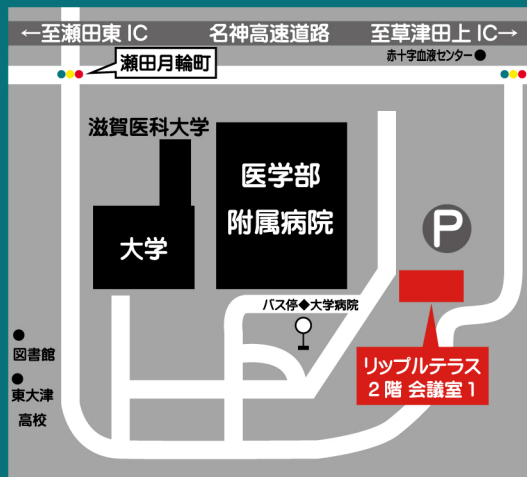 ←至瀬田東 IC 名神高速道路 至草津田上 IC→
赤十字血液センター●
瀬田月輪町
滋賀医科大学
医学部
附属病院
大学
P
バス停◆大学病院
リップルテラス
2 階 会議室 1
●
図書館
●
東大津
高校